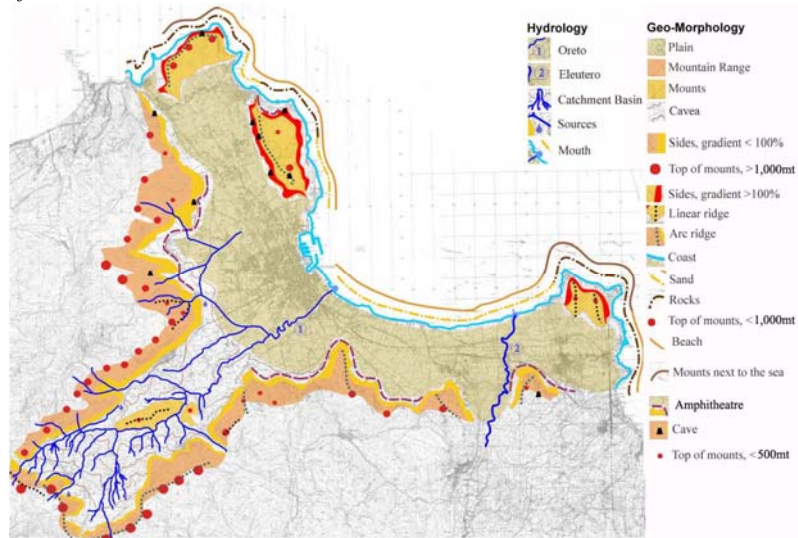 Hydrology
1
Oreto
2
Eleutero
Catchment Basin
Sources
Mouth
Geo-Morphology
Plain
Mountain Range
Mounts
Cavea
Sides, gradient < 100%
Top of mounts, >1,000mt
Sides, gradient >100%
Linear ridge
Arc ridge
Coast
Sand
Rocks
Top of mounts, <1,000mt
Beach
Mounts next to the sea
Amphitheatre
Cave
Top of mounts, <500mt
1
2